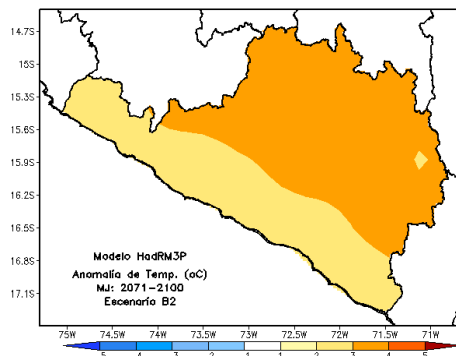 14.7S
15S
15.3S
15.6S
15.9S
16.2S
16.5S
16.8S
17.1S
Modelo HadRM3P
Anomalía de Temp. (oC)
MJ: 2071-2100
Escenario B2
75W 74.5W 74W 73.5W 73W 72.5W 72W 71.5W 71W
5 4 3 2 1 1 2 3 4 5